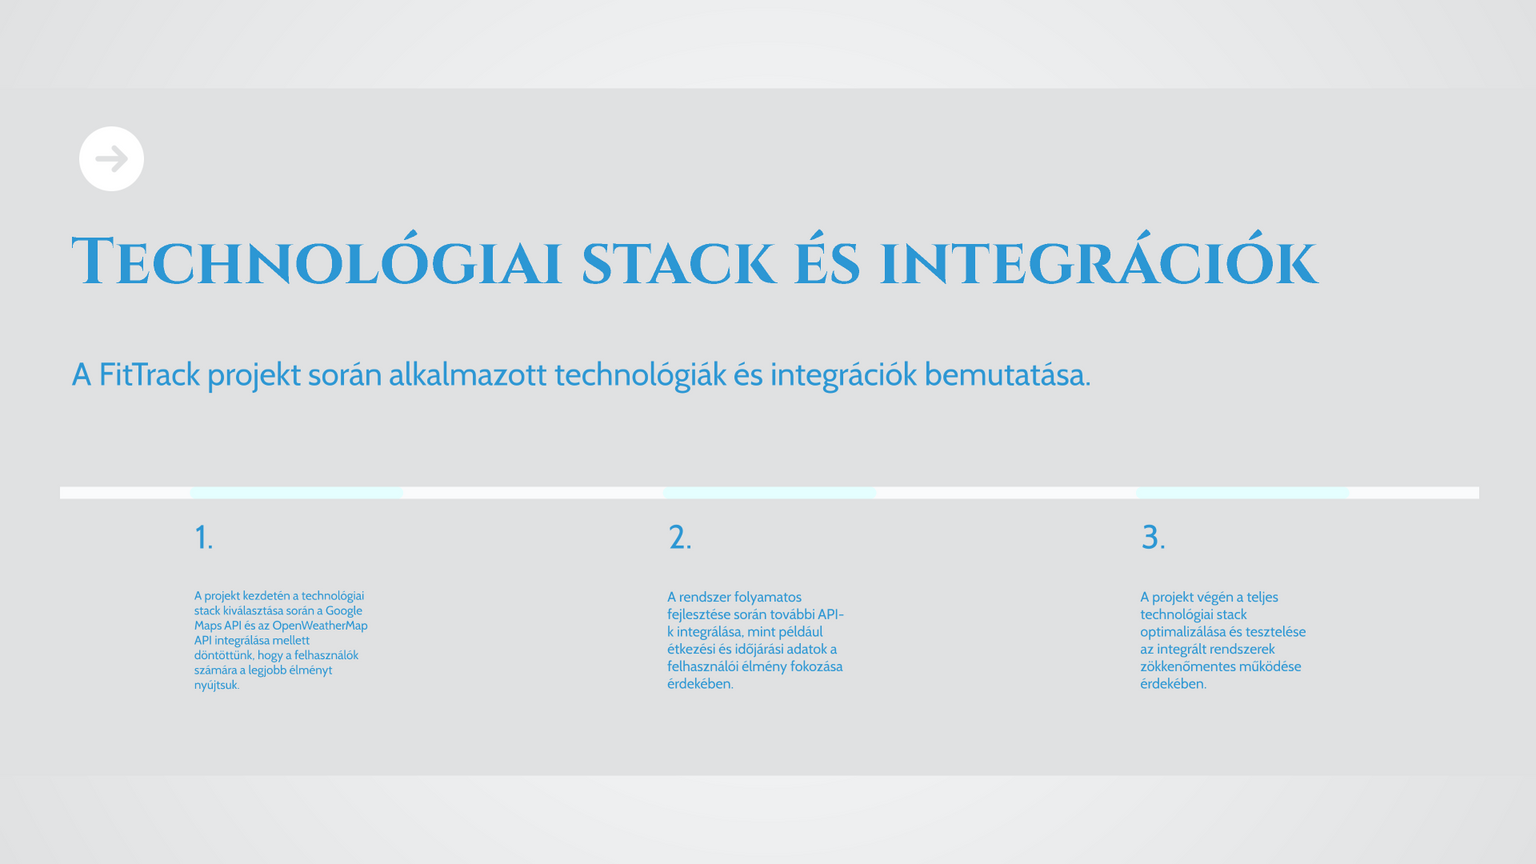 Technológiai stack és integrációk
A FitTrack projekt során alkalmazott technológiák és integrációk bemutatása.
1.
A projekt kezdetén a technológiai
stack kiválasztása során a Google
Maps API és az OpenWeatherMap
API integrálása mellett
döntöttünk, hogy a felhasználók
számára a legjobb élményt
nyújtsuk.
2.
A rendszer folyamatos
fejlesztése során további API-
k integrálása, mint például
étkezési és időjárási adatok a
felhasználói élmény fokozása
érdekében.
3.
A projekt végén a teljes
technológiai stack
optimalizálása és tesztelése
az integrált rendszerek
zökkenőmentes működése
érdekében.